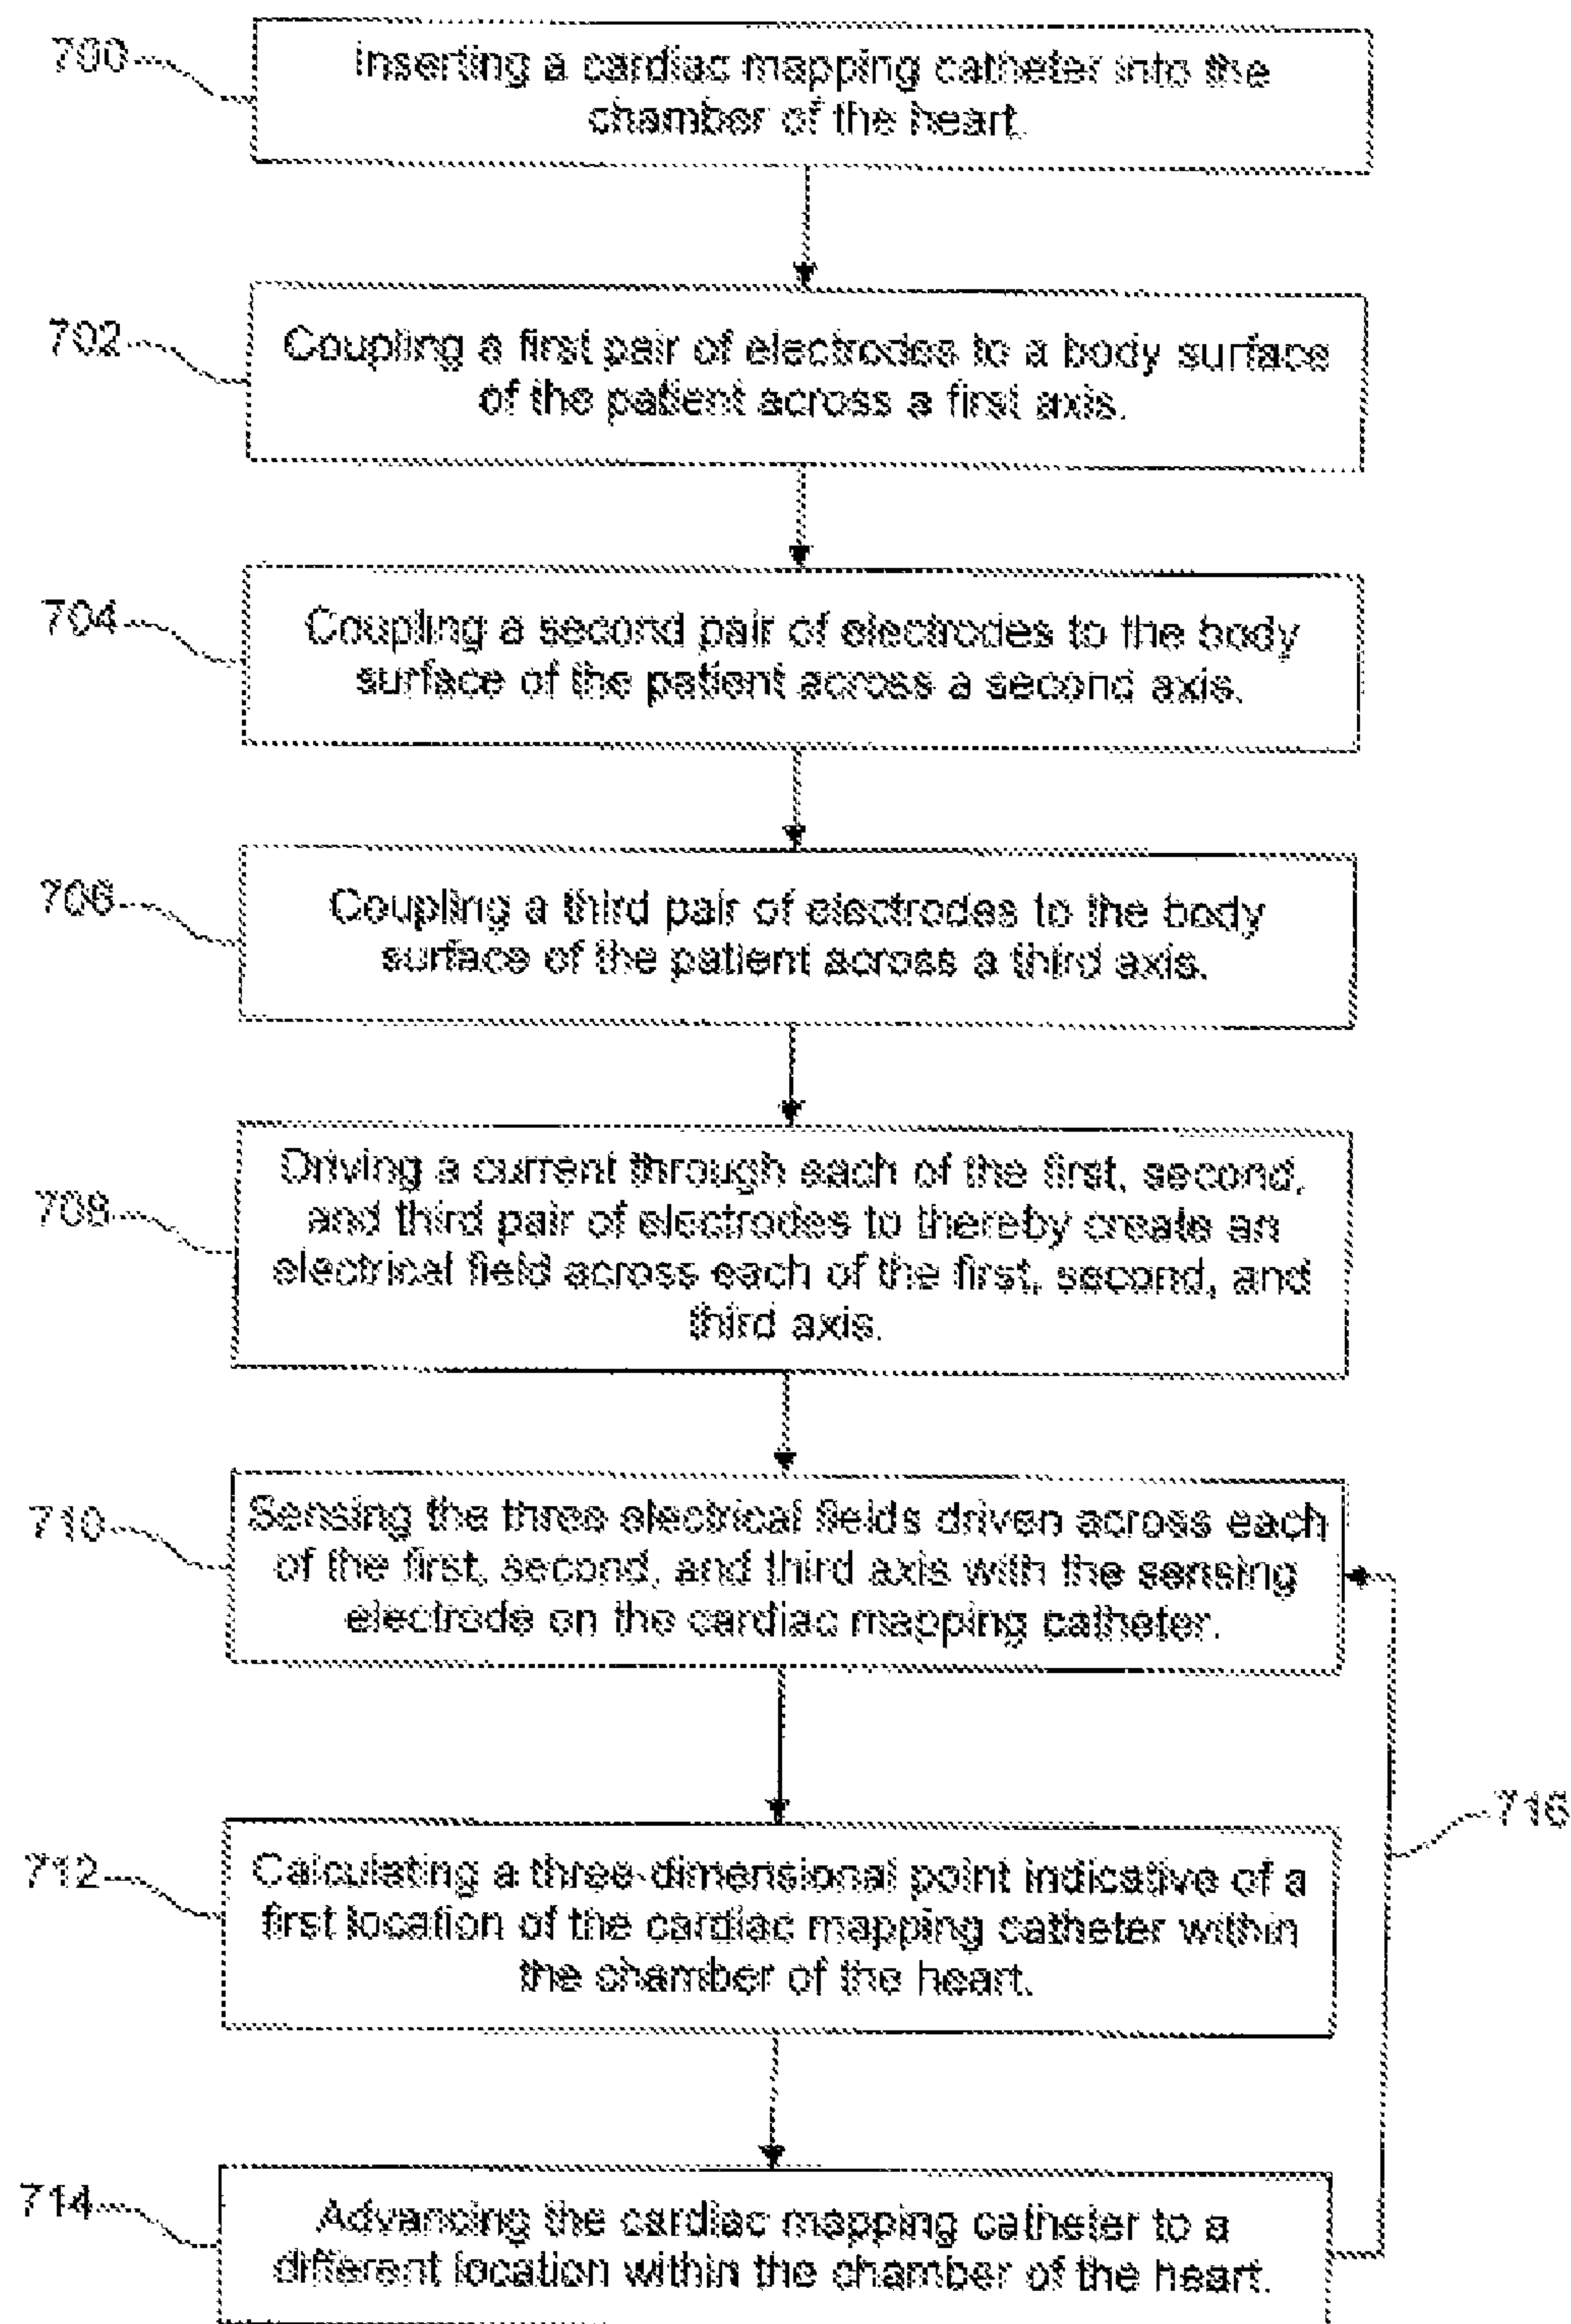 700
Inserting a cardiac mapping catheter into the
chamber of the heart.
702
Coupling a first pair of electrodes to a body surface
of the patient across a first axis.
704
Coupling a second pair of electrodes to the body
surface of the patient across a second axis.
706
Coupling a third pair of electrodes to the body
surface of the patient across a third axis.
708
Driving a current through each of the first, second,
and third pair of electrodes to thereby create an
electrical field across each of the first, second, and
third axis.
710
Sensing the three electrical fields driven across each
of the first, second, and third axis with the sensing
electrode on the cardiac mapping catheter.
716
712
Calculating a three-dimensional point indicative of a
first location of the cardiac mapping catheter within
the chamber of the heart.
714
Advancing the cardiac mapping catheter to a
different location within the chamber of the heart.